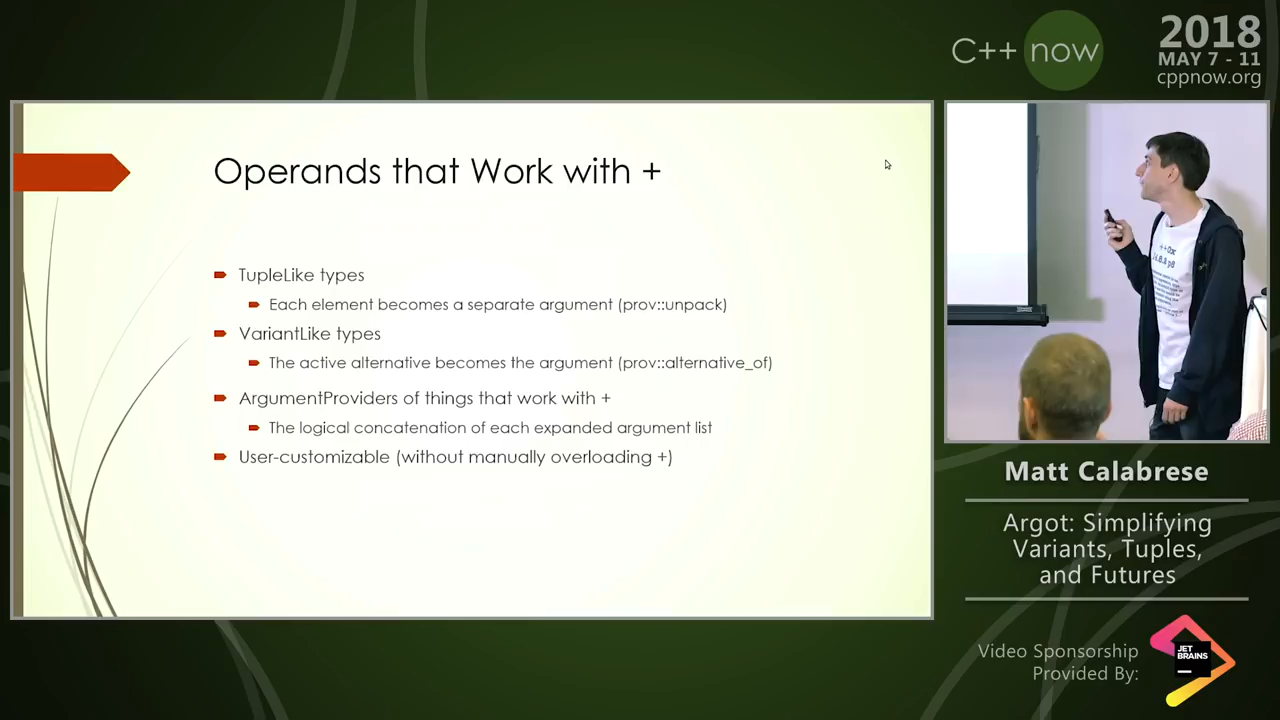 C++ now
2018
MAY 7 - 11
cppnow.org
Operands that Work with +
TupleLike types
Each element becomes a separate argument (prov::unpack)
VariantLike types
The active alternative becomes the argument (prov::alternative_of)
ArgumentProviders of things that work with +
The logical concatenation of each expanded argument list
User-customizable (without manually overloading +)
Matt Calabrese
Argot: Simplifying
Variants, Tuples,
and Futures
Video Sponsorship
Provided By:
JET
BRAINS